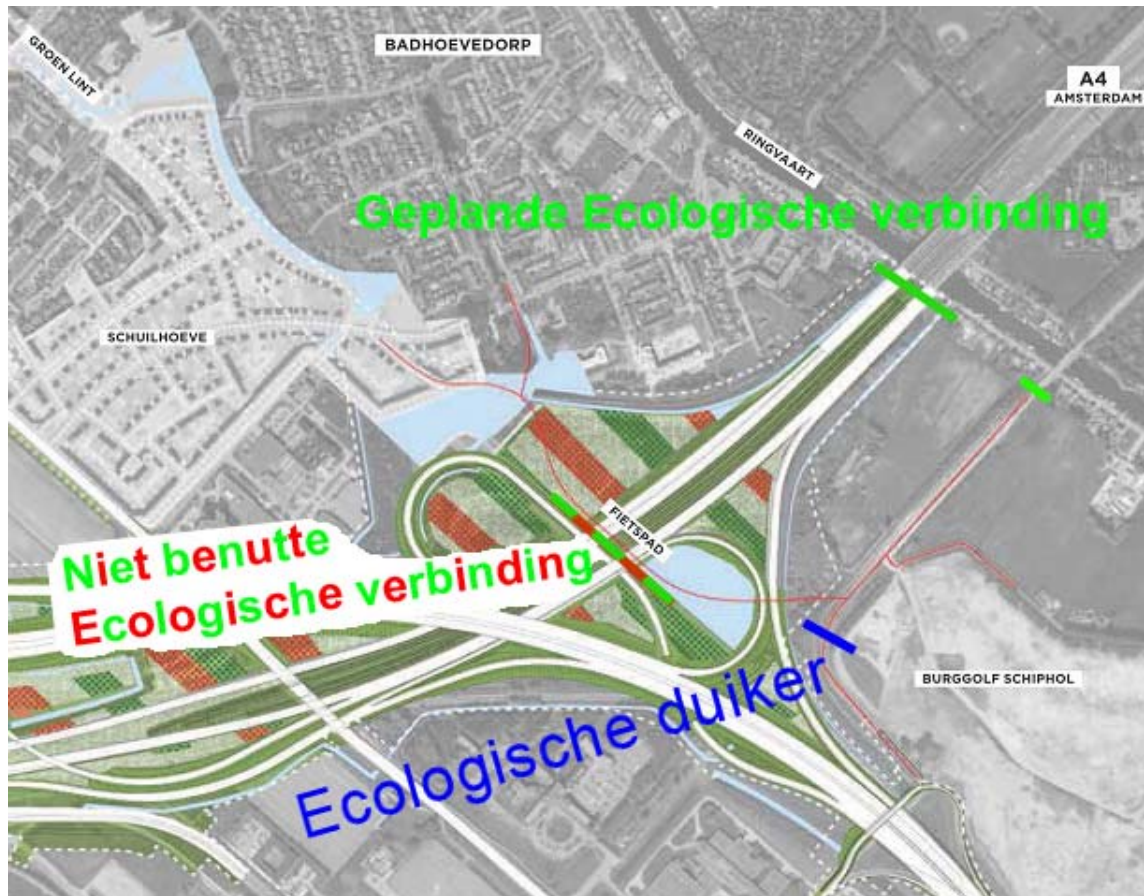 GROEN LINT
BADHOEVEDORP
A4
AMSTERDAM
RINGVAART
Geplande Ecologische verbinding
SCHUILHOEVE
FIETSPAD
Niet benutte
Ecologische verbinding
BURGGOLF SCHIPHOL
Ecologische duiker